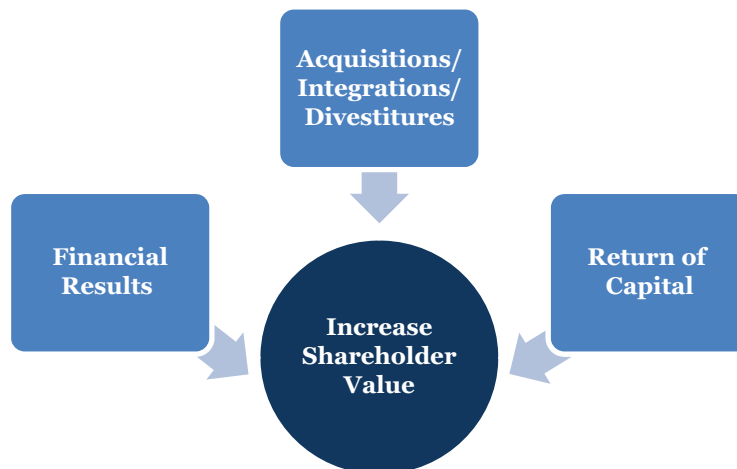 Acquisitions/
Integrations/
Divestitures
Financial
Results
Return of
Capital
Increase
Shareholder
Value